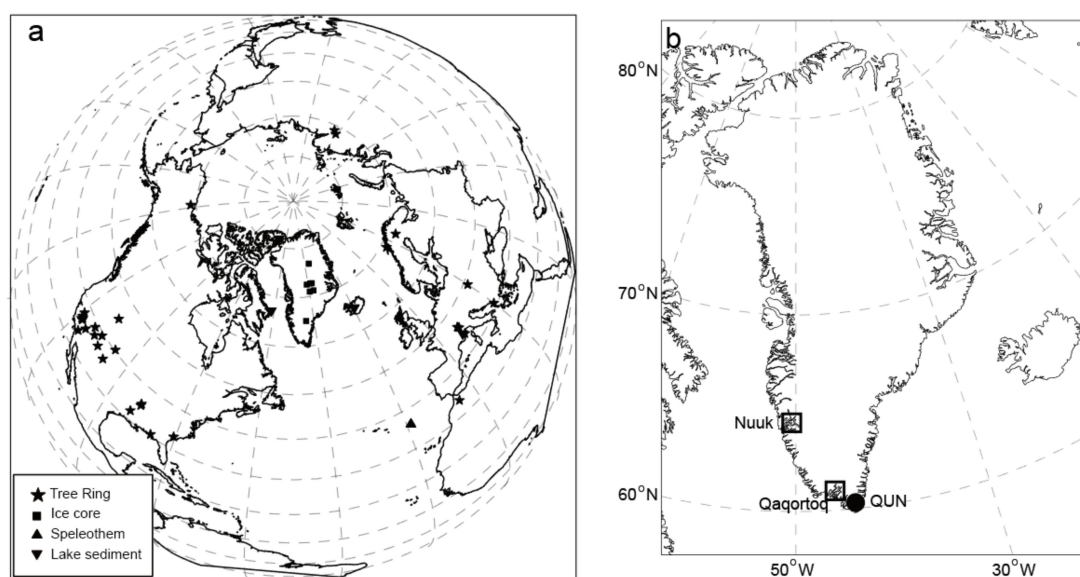 a
Tree Ring
Ice core
Speleothem
Lake sediment
b
80°N
70°N
60°N
Nuuk
Qaqortoq
QUN
50°W
30°W